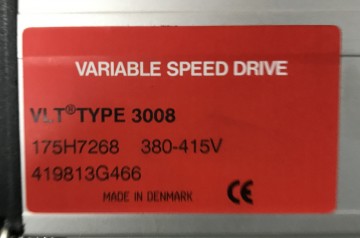 VARIABLE SPEED DRIVE
VLT® TYPE 3008
175H7268 380-415V
419813G466
MADE IN DENMARK CE